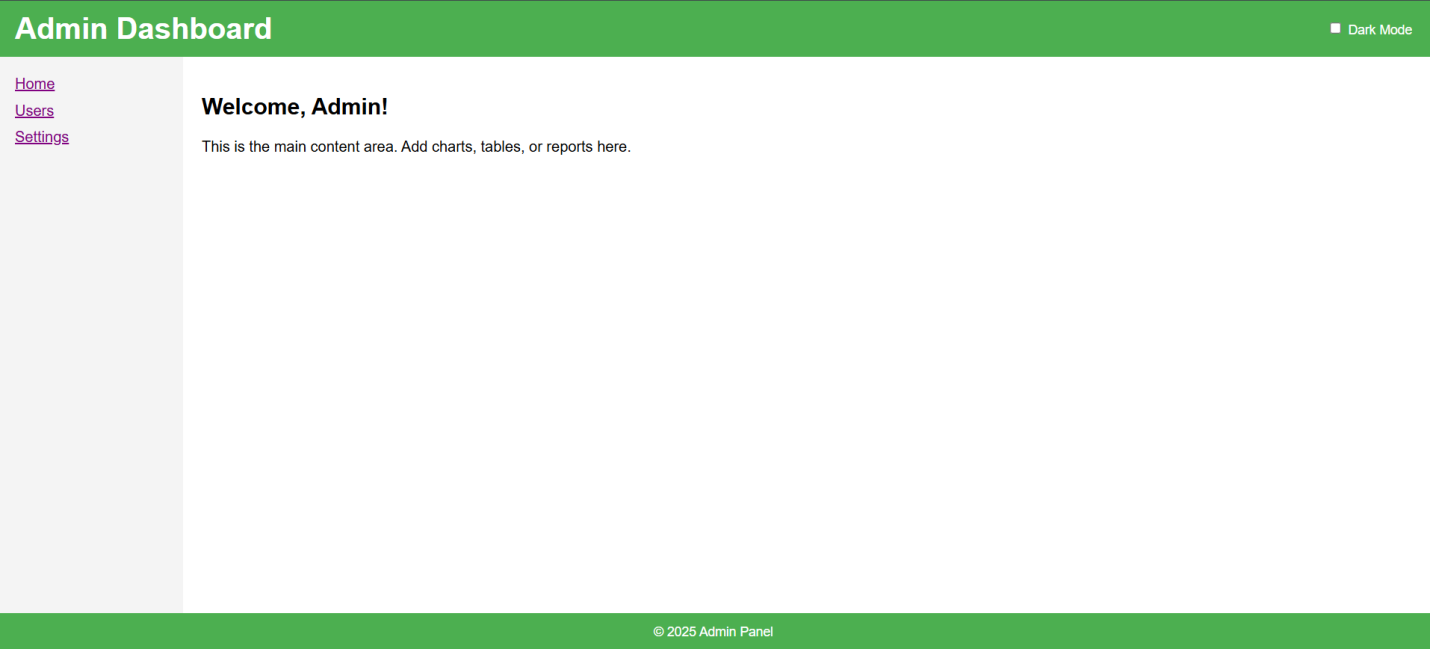 Admin Dashboard
Dark Mode
Home
Users
Settings
Welcome, Admin!
This is the main content area. Add charts, tables, or reports here.
© 2025 Admin Panel